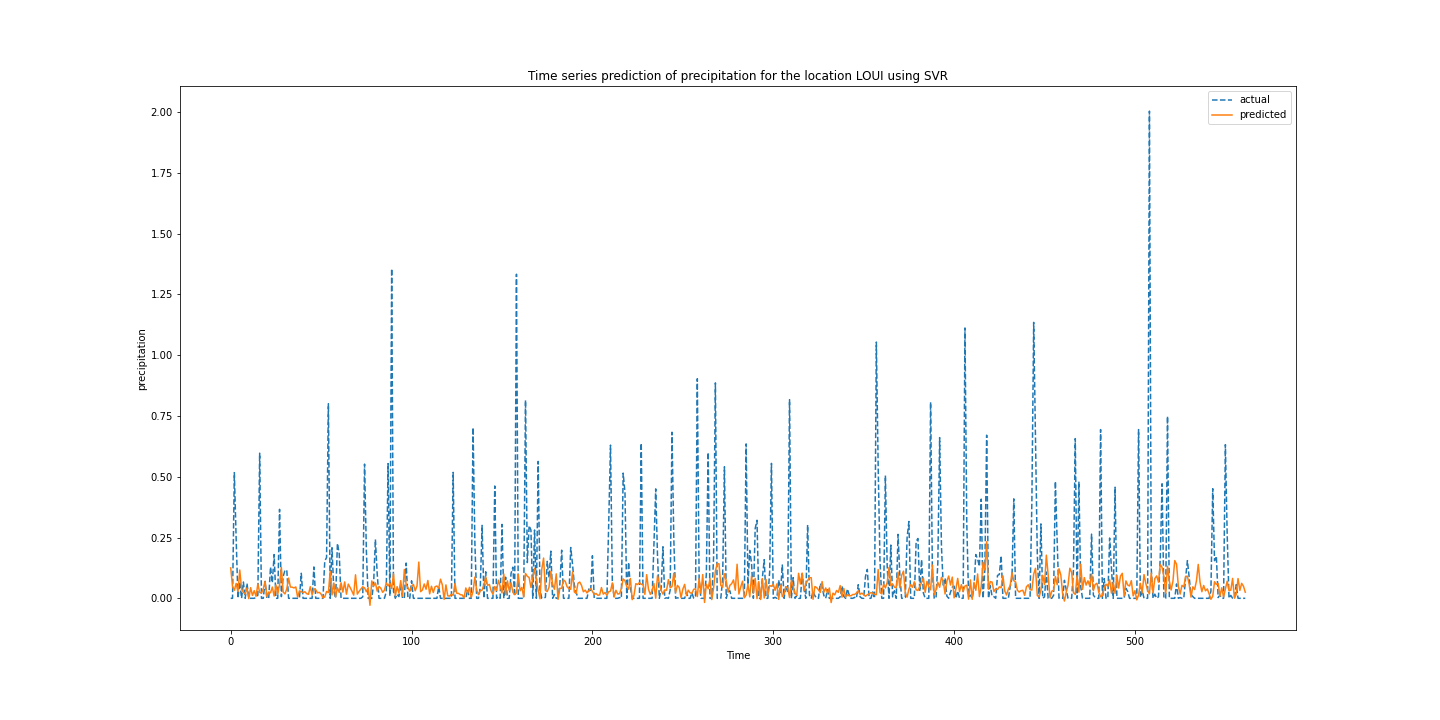 Time series prediction of precipitation for the location LOUI using SVR
actual
predicted
2.00
1.75
1.50
1.25
1.00
0.75
0.50
0.25
0.00
precipitation
0 100 200 300 400 500
Time